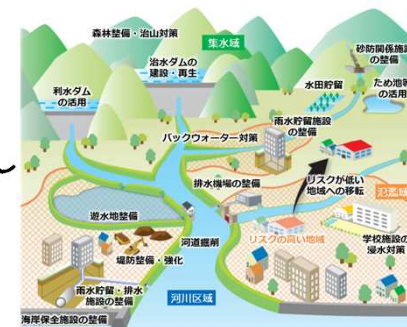 森林整備・治山対策
集水域
砂防関係施
の整備
治水ダムの
建設・再生
利水ダム
の活用
水田貯留
ため池等
の活用
雨水貯留施設
の整備
バックウォーター対策
リスクが低い
地域への移転
排水機場の整備
氾濫域
遊水地整備
リスクの高い地域
学校施設の
浸水対策
河道掘削
堤防整備・強化
雨水貯留・排水
施設の整備
河川区域
海岸保全施設の整備